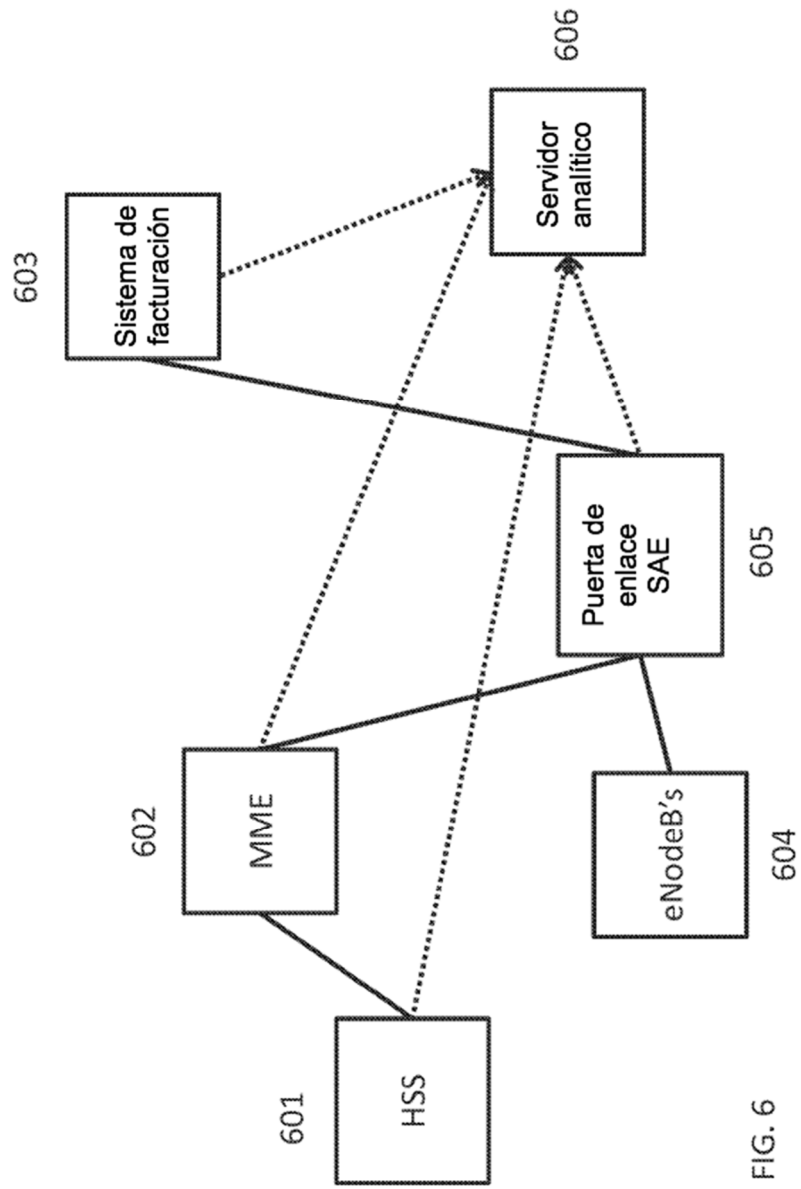 601
HSS
602
MME
603
Sistema de
facturación
604
eNodeB's
605
Puerta de
enlace
SAE
606
Servidor
analítico
FIG. 6